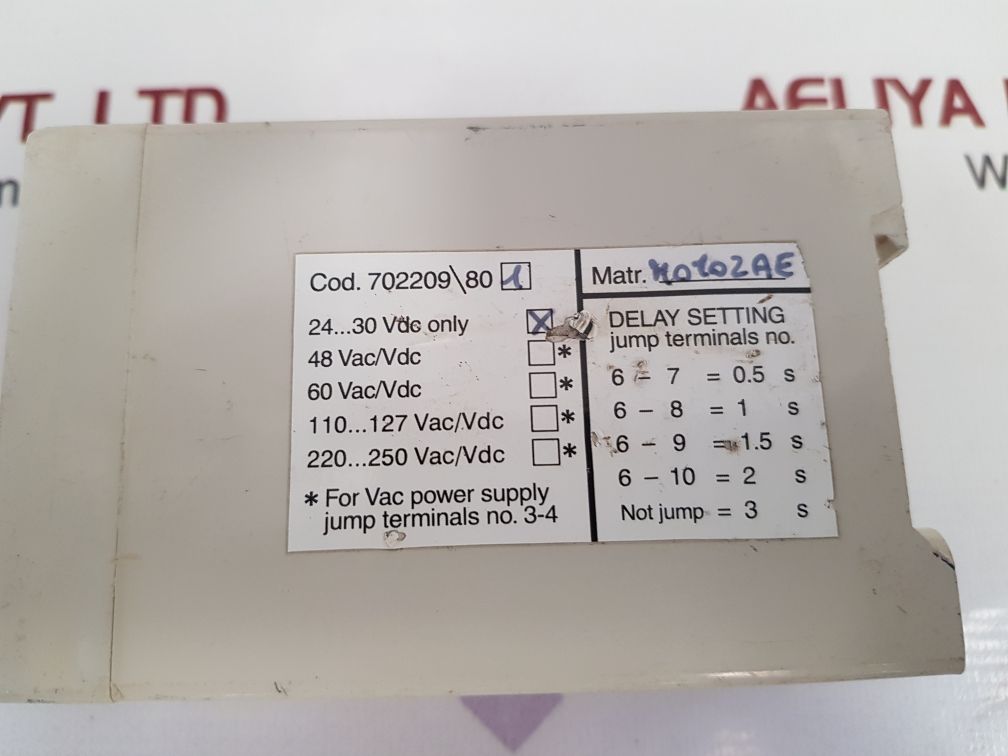 VT. LTD
AELIYA
Cod. 702209\80 1
24...30 Vdc only X
48 Vac/Vdc *
60 Vac/Vdc *
110...127 Vac/Vdc *
220...250 Vac/Vdc *
* For Vac power supply
jump terminals no. 3-4
Matr.
DELAY SETTING
jump terminals no.
6 – 7 = 0.5 s
6 – 8 = 1 s
6 – 9 = 1.5 s
6 – 10 = 2 s
Not jump = 3 s